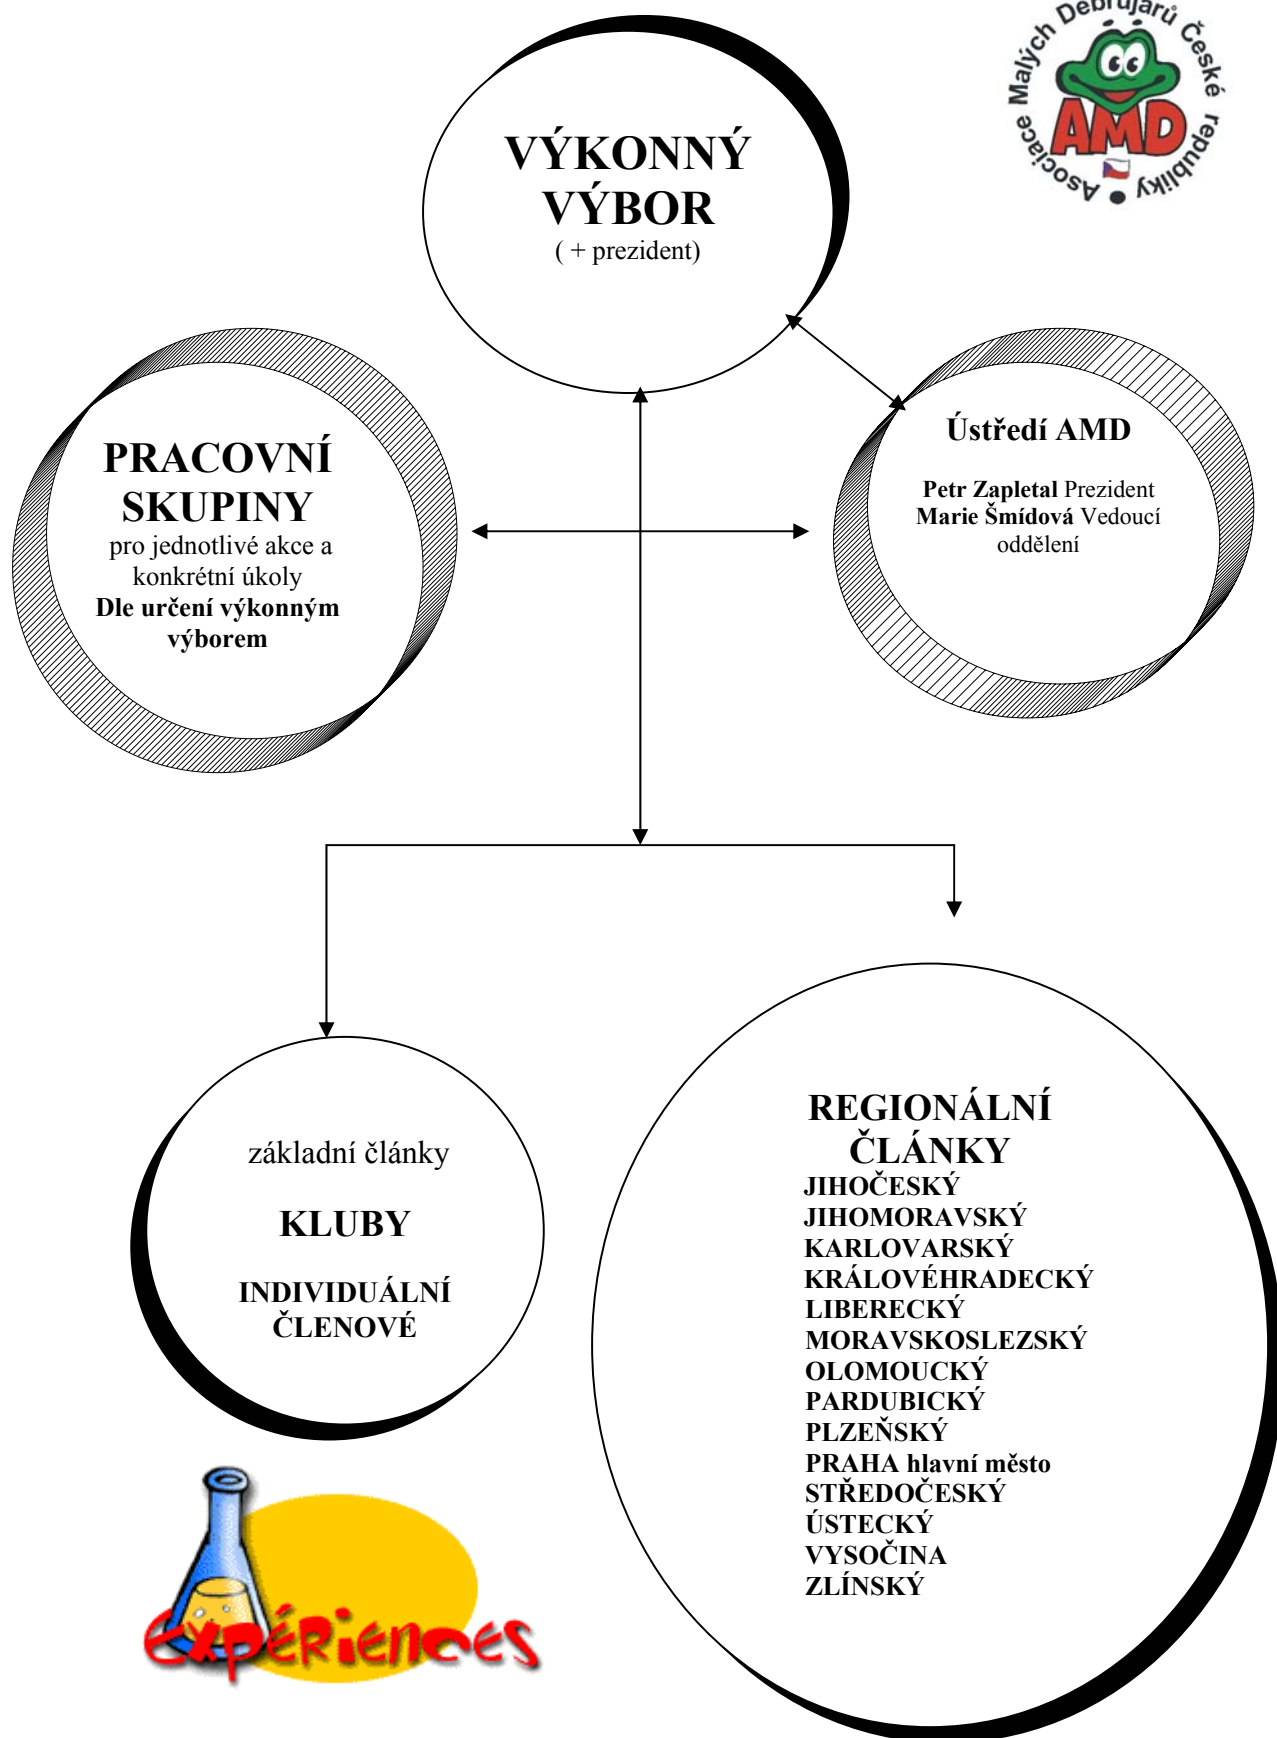 Asociace Malých Debrujarů České republiky •
AMD
VÝKONNÝ
VÝBOR
( + prezident)
PRACOVNÍ
SKUPINY
pro jednotlivé akce a
konkrétní úkoly
Dle určení výkonným
výborem
Ústředí AMD
Petr Zapletal Prezident
Marie Šmídová Vedoucí
oddělení
základní články
KLUBY
INDIVIDUÁLNÍ
ČLENOVÉ
REGIONÁLNÍ
ČLÁNKY
JIHOČESKÝ
JIHOMORAVSKÝ
KARLOVARSKÝ
KRÁLOVÉHRADECKÝ
LIBERECKÝ
MORAVSKOSLEZSKÝ
OLOMOUCKÝ
PARDUBICKÝ
PLZEŇSKÝ
PRAHA hlavní město
STŘEDOČESKÝ
ÚSTECKÝ
VYSOČINA
ZLÍNSKÝ
exPÉRiENCES